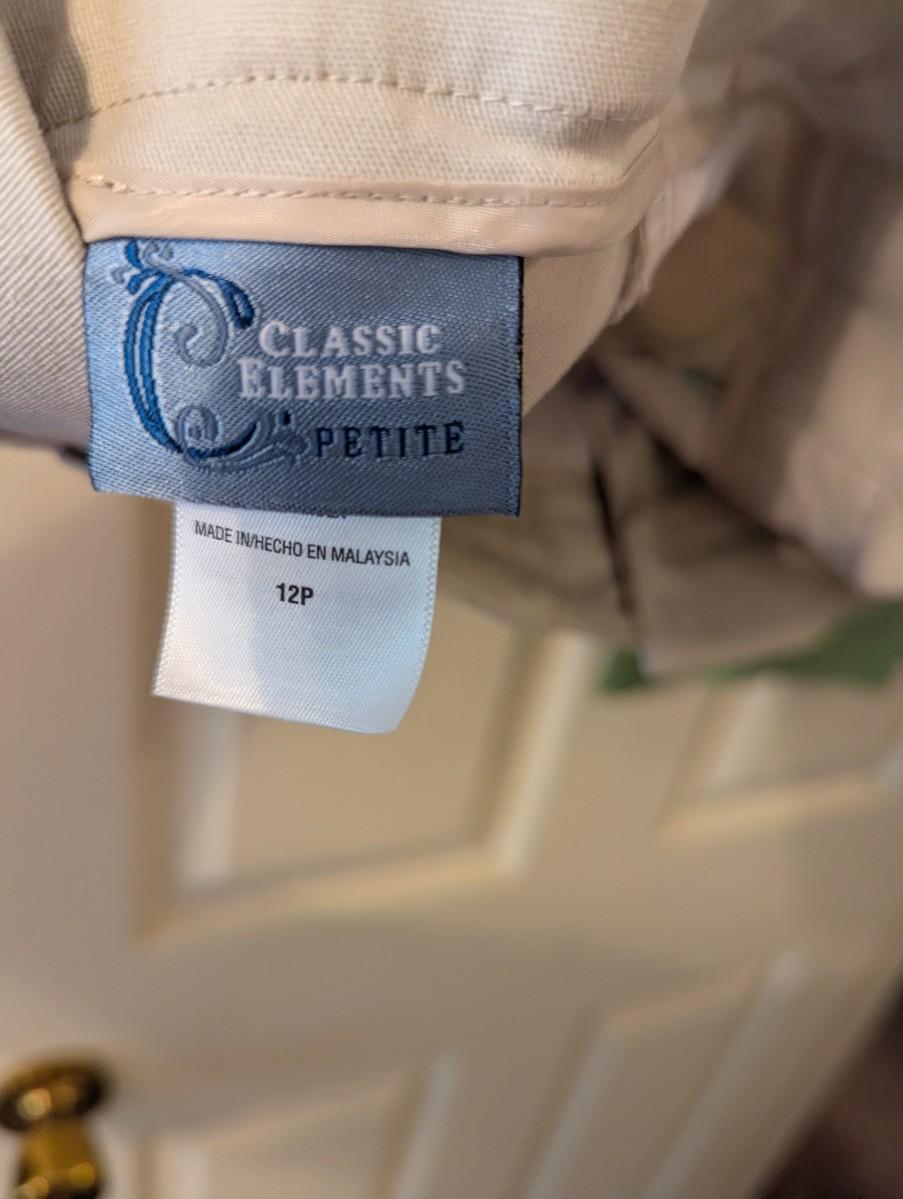 CLASSIC
ELEMENTS
PETITE
MADE IN/HECHO EN MALAYSIA
12P